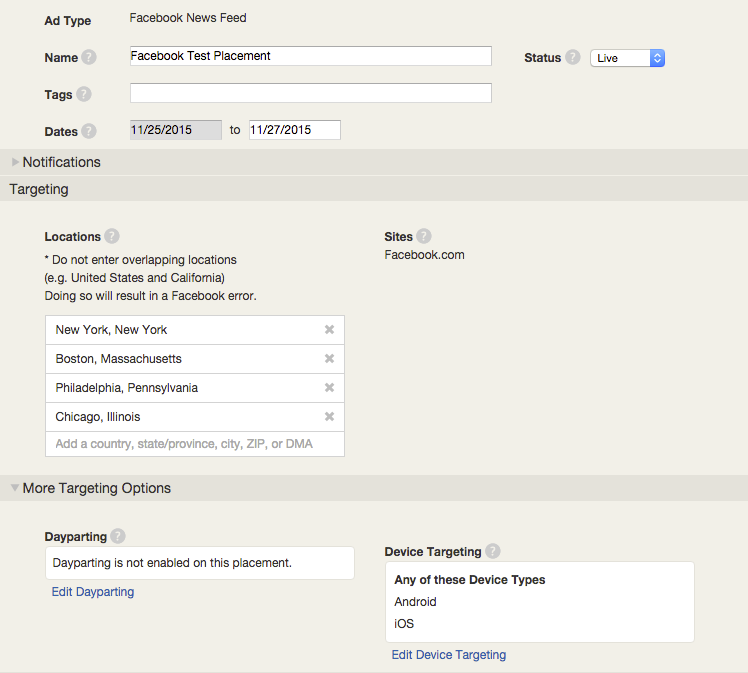 Ad Type Facebook News Feed
Name ? Facebook Test Placement Status ? Live
Tags ?
Dates ? 11/25/2015 to 11/27/2015
Notifications
Targeting
Locations ?
* Do not enter overlapping locations
(e.g. United States and California)
Doing so will result in a Facebook error.
New York, New York
Boston, Massachusetts
Philadelphia, Pennsylvania
Chicago, Illinois
Add a country, state/province, city, ZIP, or DMA
Sites ?
Facebook.com
More Targeting Options
Dayparting ?
Dayparting is not enabled on this placement.
Edit Dayparting
Device Targeting ?
Any of these Device Types
Android
iOS
Edit Device Targeting